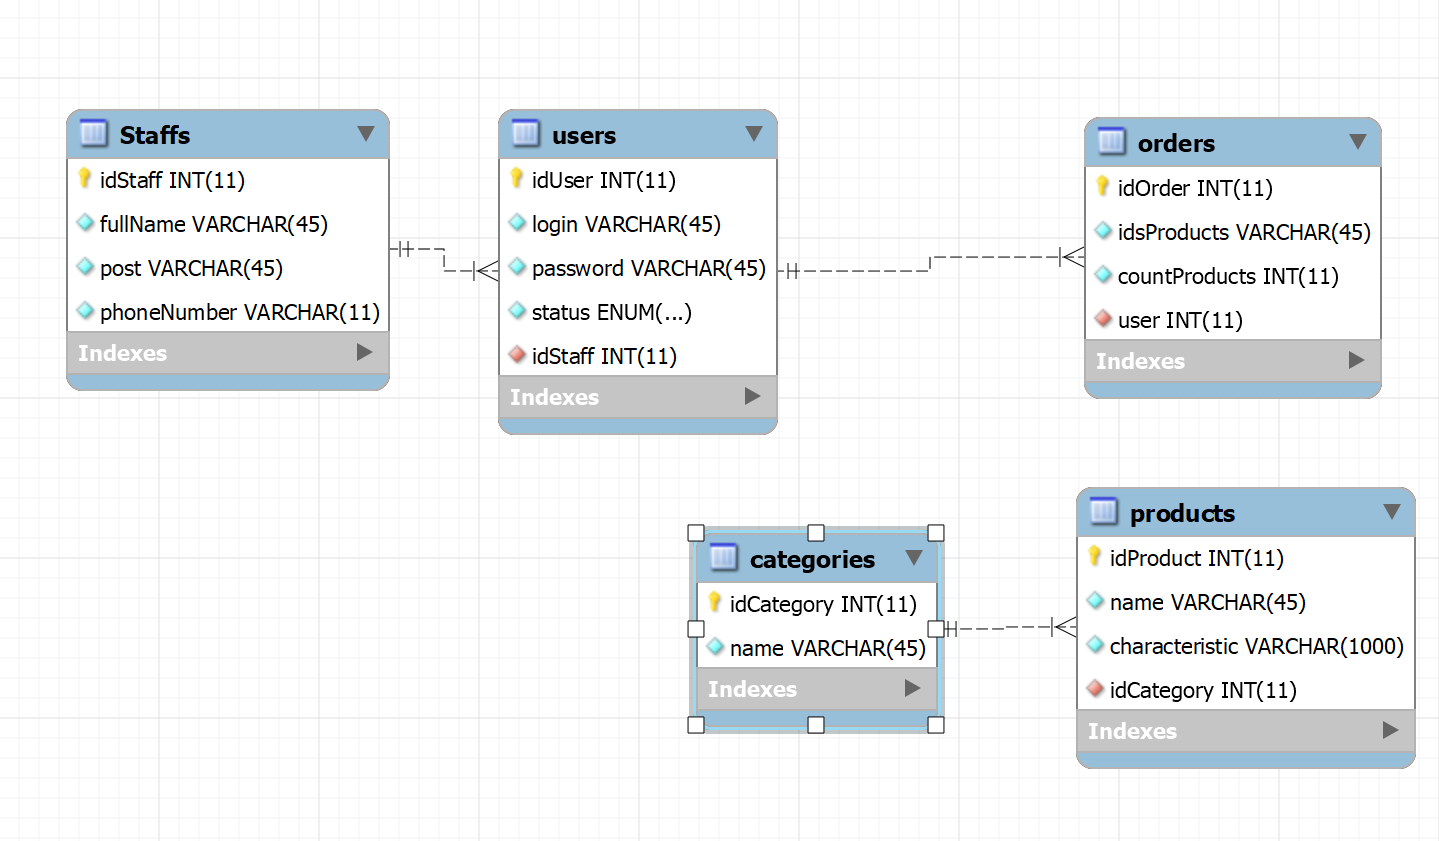 Staffs
idStaff INT(11)
fullName VARCHAR(45)
post VARCHAR(45)
phoneNumber VARCHAR(11)
Indexes
users
idUser INT(11)
login VARCHAR(45)
password VARCHAR(45)
status ENUM(...)
idStaff INT(11)
Indexes
orders
idOrder INT(11)
idsProducts VARCHAR(45)
countProducts INT(11)
user INT(11)
Indexes
categories
idCategory INT(11)
name VARCHAR(45)
Indexes
products
idProduct INT(11)
name VARCHAR(45)
characteristic VARCHAR(1000)
idCategory INT(11)
Indexes